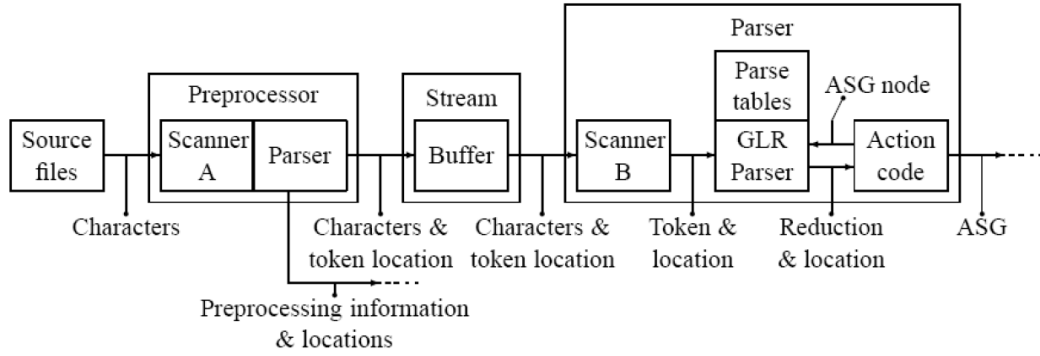 Parser
Preprocessor
Stream
Parse
tables
ASG node
Source
files
Scanner
A
Parser
Buffer
Scanner
B
GLR
Parser
Action
code
Characters
Characters &
token location
Characters &
token location
Token &
location
Reduction
& location
ASG
Preprocessing information
& locations